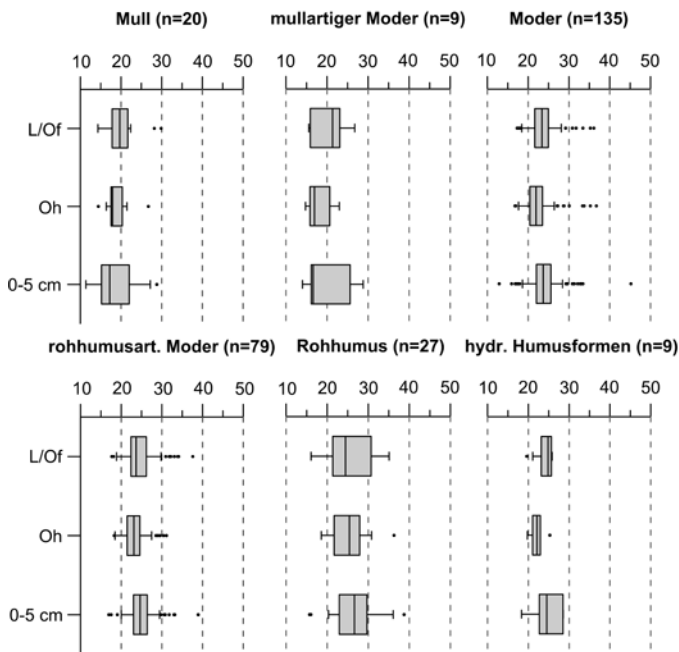 Mull (n=20) mullartiger Moder (n=9) Moder (n=135)
10 20 30 40 50 10 20 30 40 50 10 20 30 40 50
L/Of
Oh
0-5 cm
rohhumusart. Moder (n=79) Rohhumus (n=27) hydr. Humusformen (n=9)
10 20 30 40 50 10 20 30 40 50 10 20 30 40 50
L/Of
Oh
0-5 cm